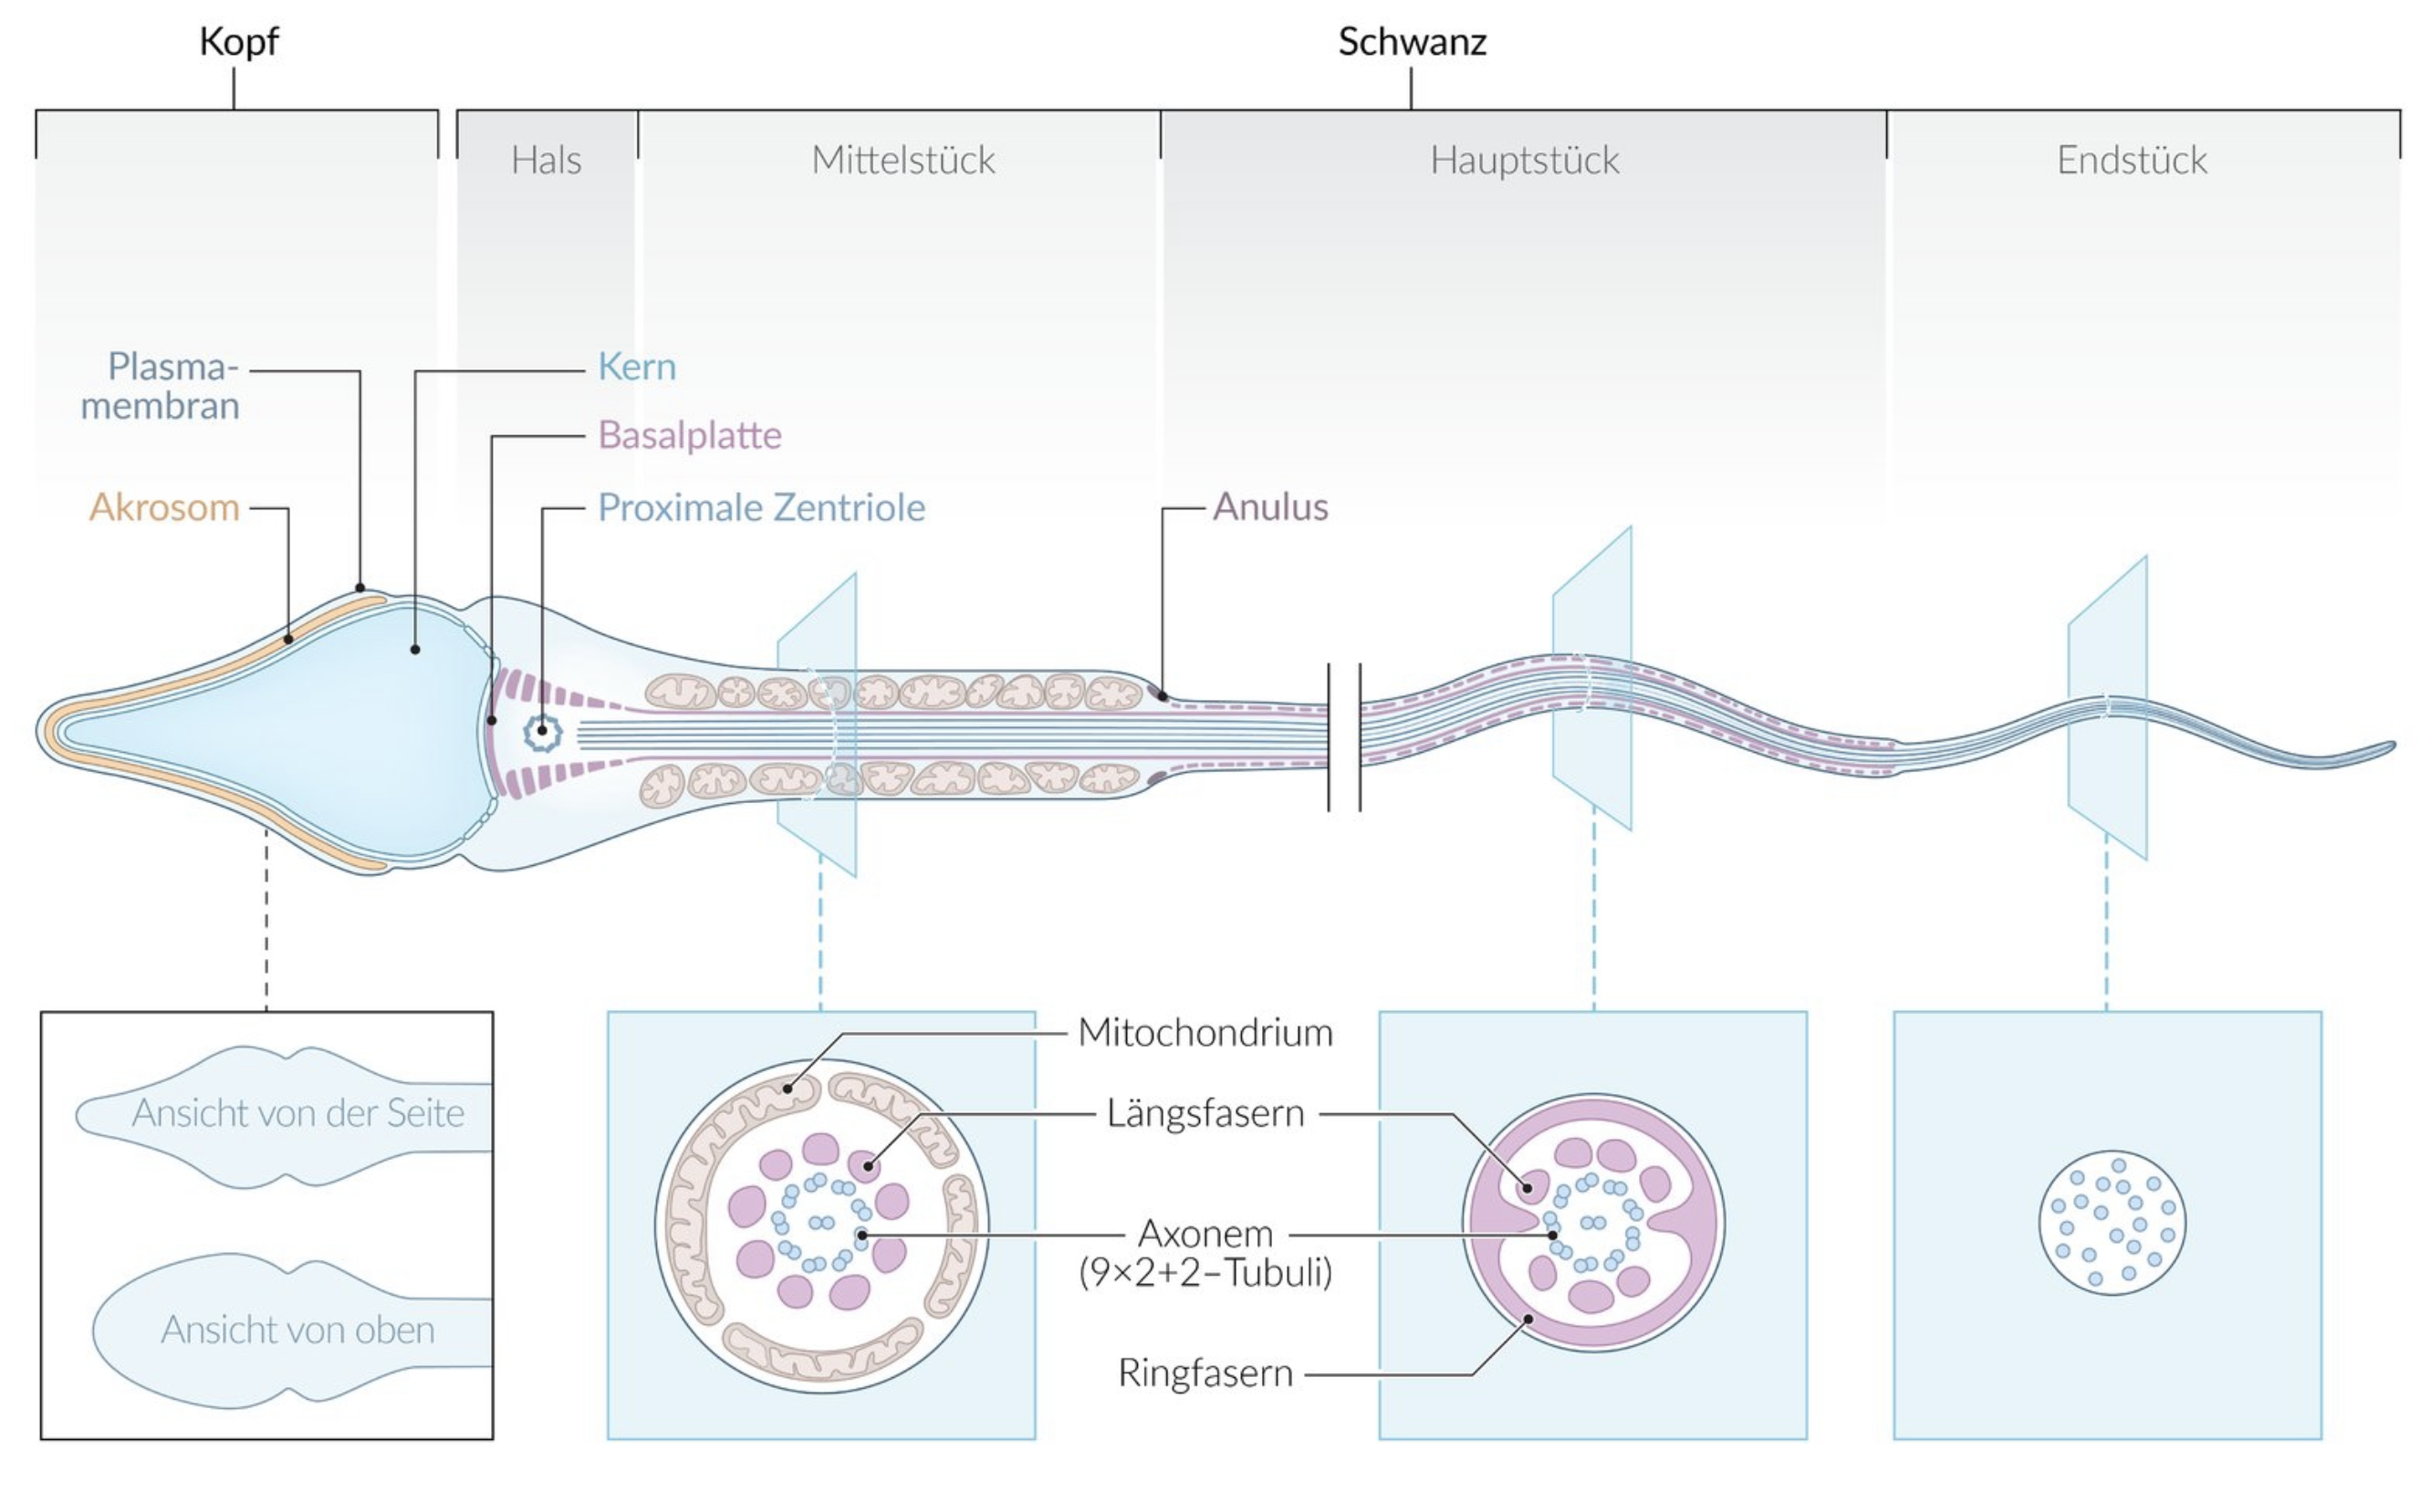 Kopf
Schwanz
Hals
Mittelstück
Hauptstück
Endstück
Plasma-
membran
Kern
Basalplatte
Akrosom
Proximale Zentriole
Anulus
Mitochondrium
Ansicht von der Seite
Längsfasern
Axonem
(9×2+2–Tubuli)
Ansicht von oben
Ringfasern